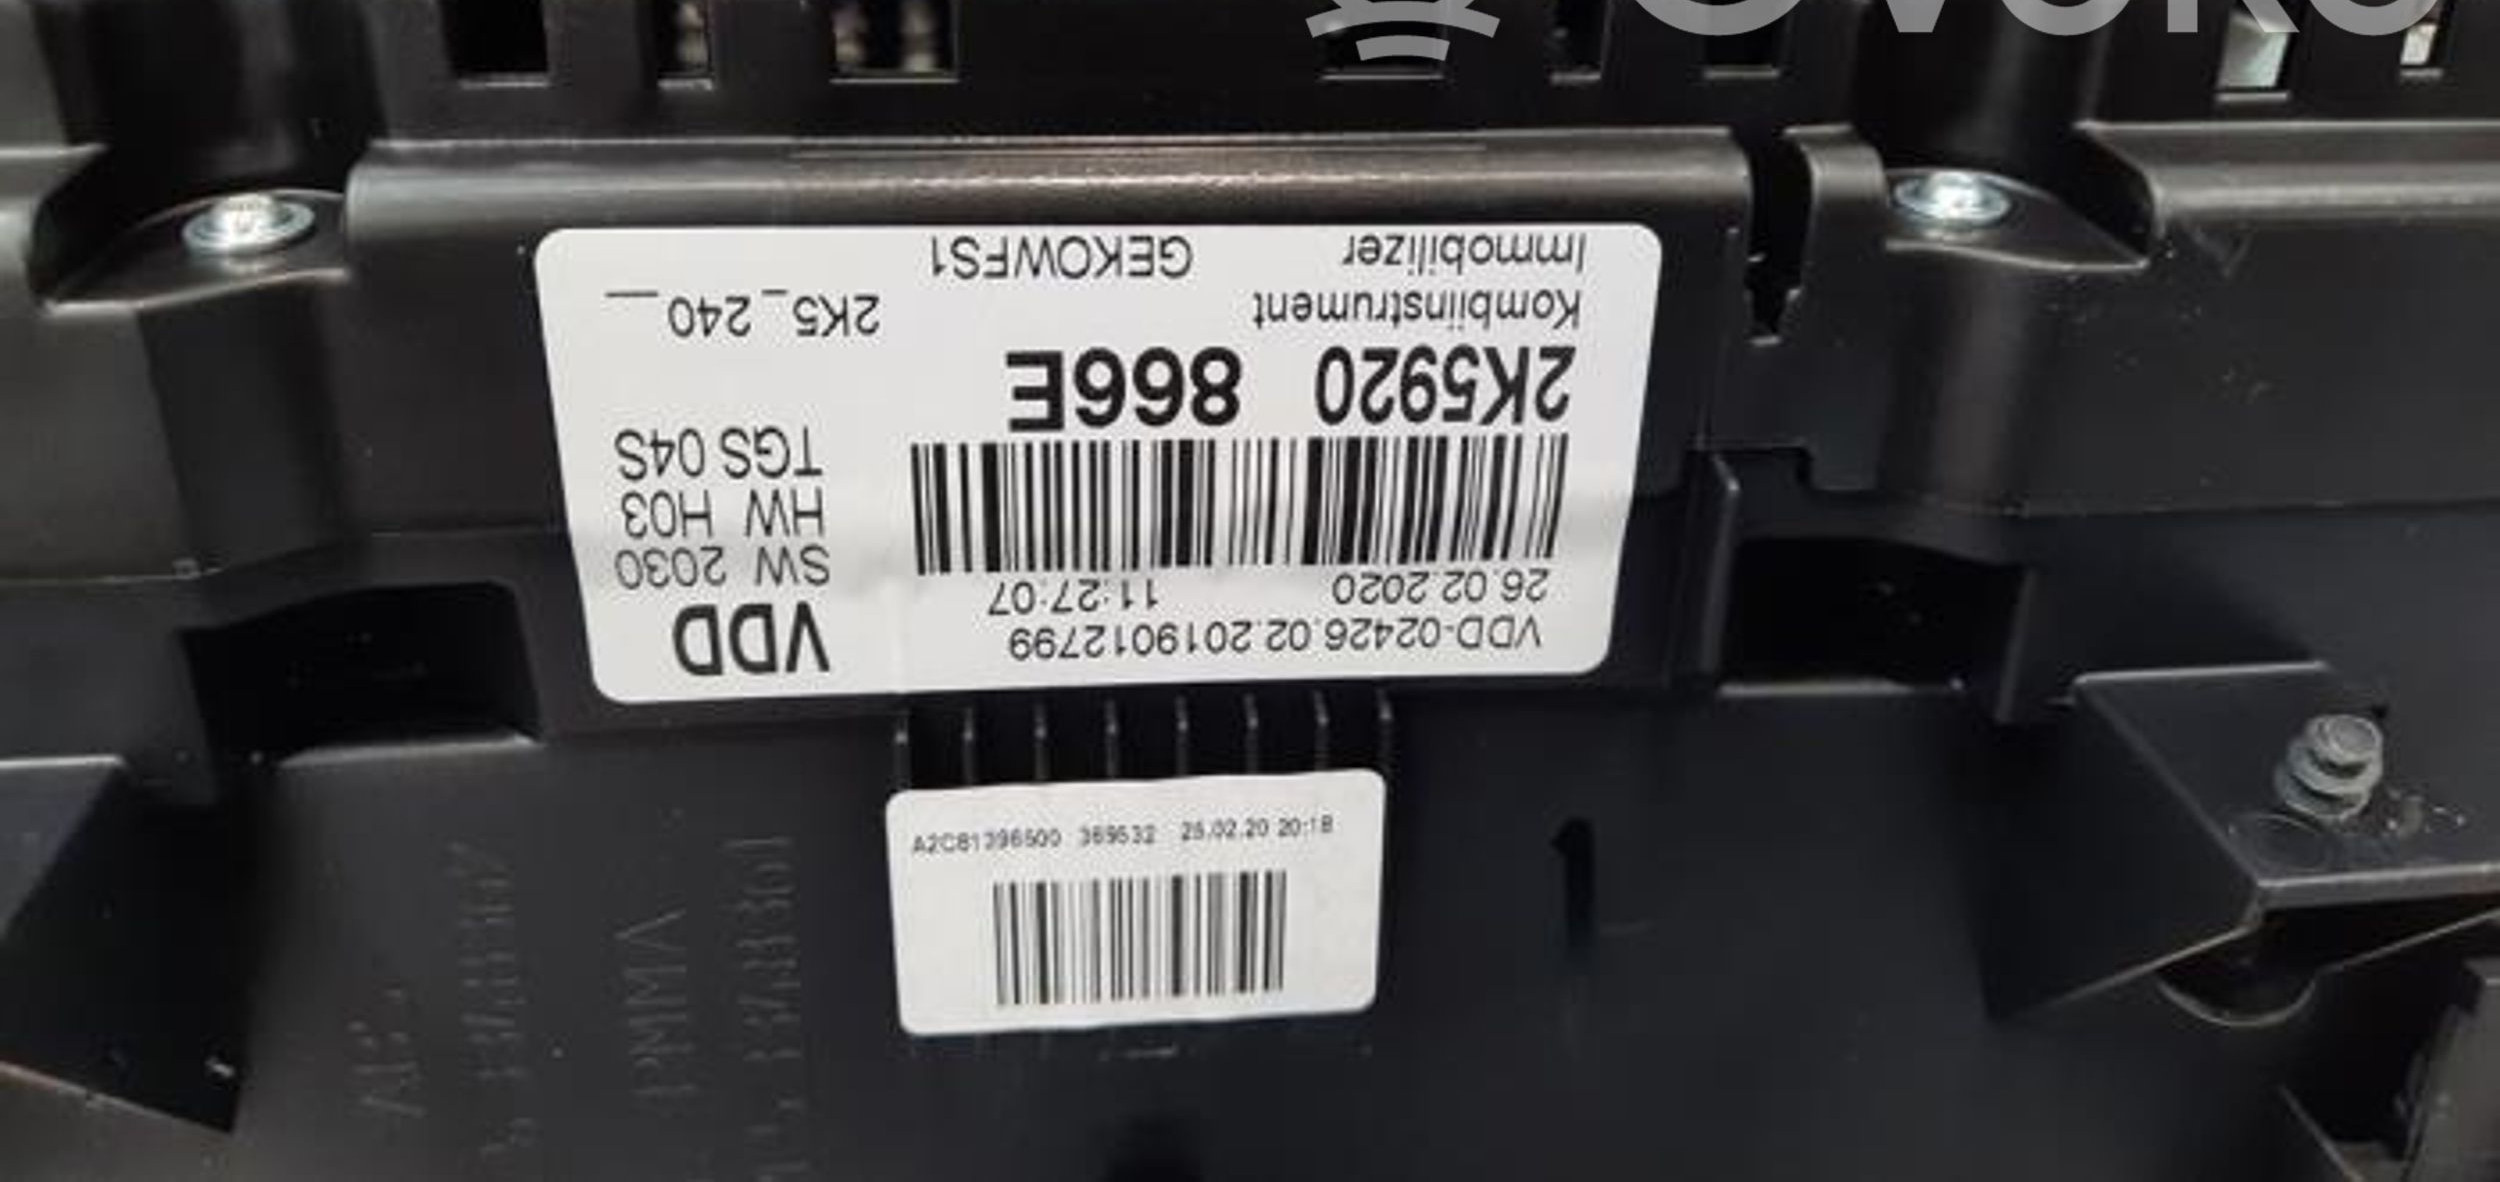 VDD-02426.02.2019012799
26.02.2020 11:27:07
VDD
SW 2030
HW H03
TGS 04S
2K5920 866E
Kombiinstrument 2K5_240__
Immobilizer GEKOWFS1
A2C81396500 369532 25.02.20 20:18